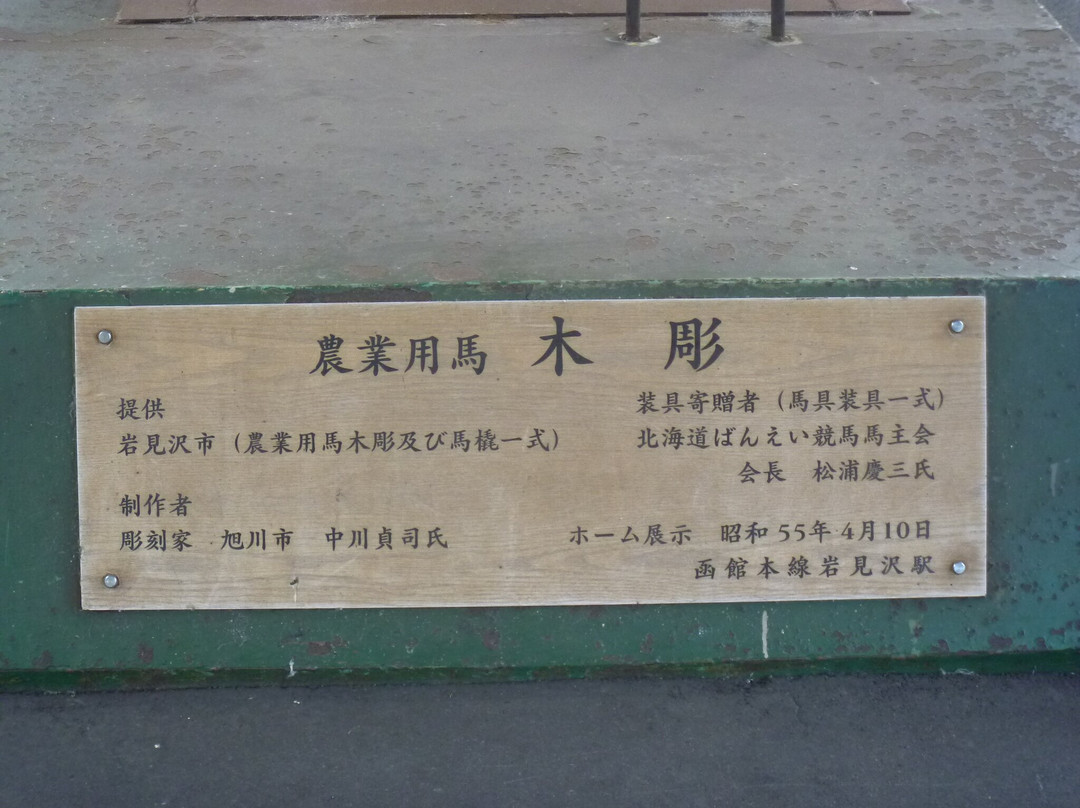 農業用馬 木 彫
提供
岩見沢市（農業用馬木彫及び馬橇一式）
制作者
彫刻家 旭川市 中川貞司氏
装具寄贈者（馬具装具一式）
北海道ばんえい競馬馬主会
会長 松浦慶三氏
ホーム展示 昭和55年4月10日
函館本線岩見沢駅